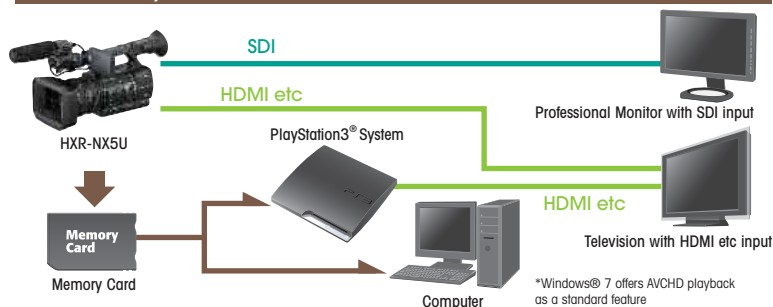 SDI
HDMI etc
Professional Monitor with SDI input
HXR-NX5U
PlayStation3® System
PS3
HDMI etc
Memory
Card
Television with HDMI etc input
Memory Card
Computer
*Windows® 7 offers AVCHD playback
as a standard feature